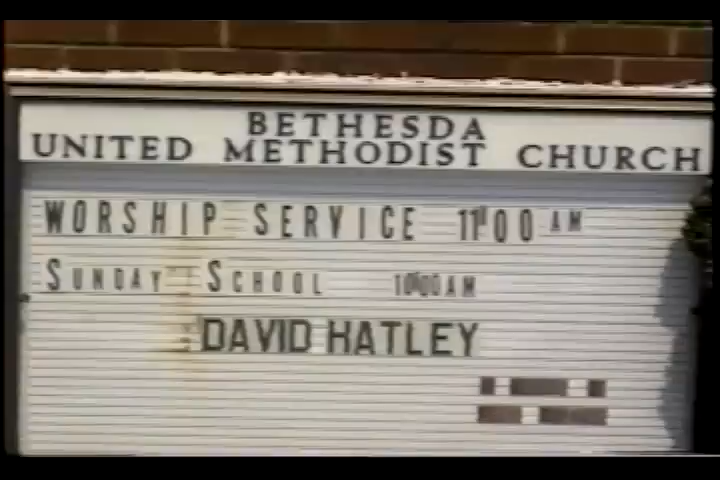 BETHESDA
UNITED METHODIST CHURCH
WORSHIP SERVICE 11:00 AM
SUNDAY SCHOOL 10:00 AM
DAVID HATLEY